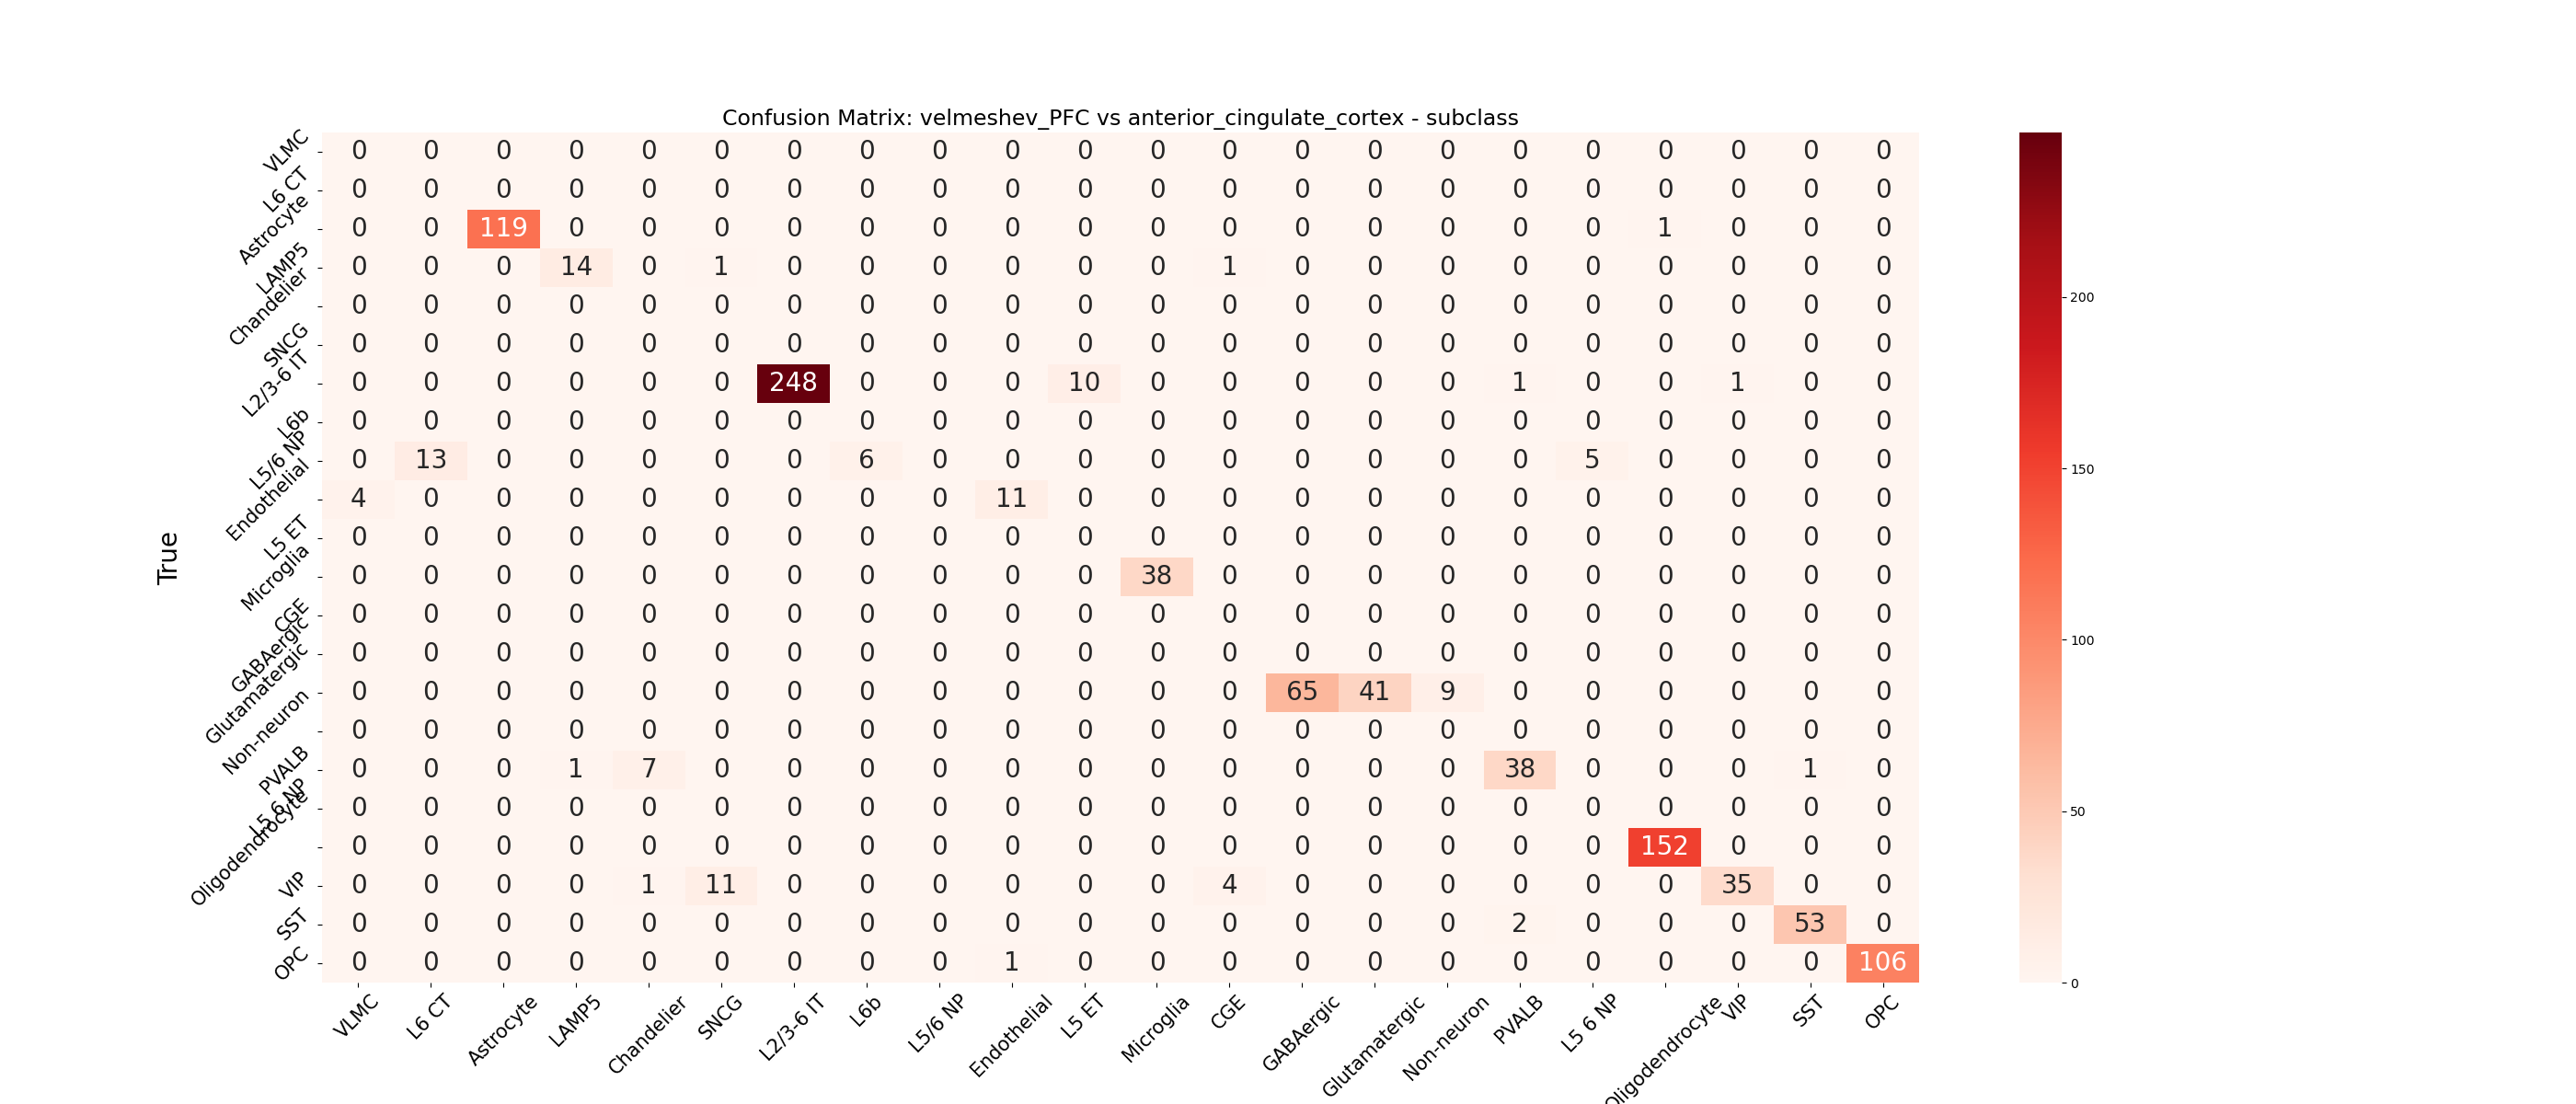 Confusion Matrix: velmeshev_PFC vs anterior_cingulate_cortex - subclass
True
VLMC 0 0 0 0 0 0 0 0 0 0 0 0 0 0 0 0 0 0 0 0 0 0
L6 CT 0 0 0 0 0 0 0 0 0 0 0 0 0 0 0 0 0 0 0 0 0 0
Astrocyte 0 0 119 0 0 0 0 0 0 0 0 0 0 0 0 0 0 0 1 0 0 0
LAMP5 0 0 0 14 0 1 0 0 0 0 0 0 1 0 0 0 0 0 0 0 0 0
Chandelier 0 0 0 0 0 0 0 0 0 0 0 0 0 0 0 0 0 0 0 0 0 0
SNCG 0 0 0 0 0 0 0 0 0 0 0 0 0 0 0 0 0 0 0 0 0 0
L2/3-6 IT 0 0 0 0 0 0 248 0 0 0 10 0 0 0 0 0 1 0 0 1 0 0
L6b 0 0 0 0 0 0 0 0 0 0 0 0 0 0 0 0 0 0 0 0 0 0
L5/6 NP 0 13 0 0 0 0 0 6 0 0 0 0 0 0 0 0 0 5 0 0 0 0
Endothelial 4 0 0 0 0 0 0 0 0 11 0 0 0 0 0 0 0 0 0 0 0 0
L5 ET 0 0 0 0 0 0 0 0 0 0 0 0 0 0 0 0 0 0 0 0 0 0
Microglia 0 0 0 0 0 0 0 0 0 0 0 38 0 0 0 0 0 0 0 0 0 0
CGE 0 0 0 0 0 0 0 0 0 0 0 0 0 0 0 0 0 0 0 0 0 0
GABAergic 0 0 0 0 0 0 0 0 0 0 0 0 0 0 0 0 0 0 0 0 0 0
Glutamatergic 0 0 0 0 0 0 0 0 0 0 0 0 0 65 41 9 0 0 0 0 0 0
Non-neuron 0 0 0 0 0 0 0 0 0 0 0 0 0 0 0 0 0 0 0 0 0 0
PVALB 0 0 0 1 7 0 0 0 0 0 0 0 0 0 0 0 38 0 0 0 1 0
L5 6 NP 0 0 0 0 0 0 0 0 0 0 0 0 0 0 0 0 0 0 0 0 0 0
Oligodendrocyte 0 0 0 0 0 0 0 0 0 0 0 0 0 0 0 0 0 0 152 0 0 0
VIP 0 0 0 0 1 11 0 0 0 0 0 0 4 0 0 0 0 0 0 35 0 0
SST 0 0 0 0 0 0 0 0 0 0 0 0 0 0 0 0 2 0 0 0 53 0
OPC 0 0 0 0 0 0 0 0 0 1 0 0 0 0 0 0 0 0 0 0 0 106
VLMC L6 CT Astrocyte LAMP5 Chandelier SNCG L2/3-6 IT L6b L5/6 NP Endothelial L5 ET Microglia CGE GABAergic Glutamatergic Non-neuron PVALB L5 6 NP Oligodendrocyte VIP SST OPC
200
150
100
50
0